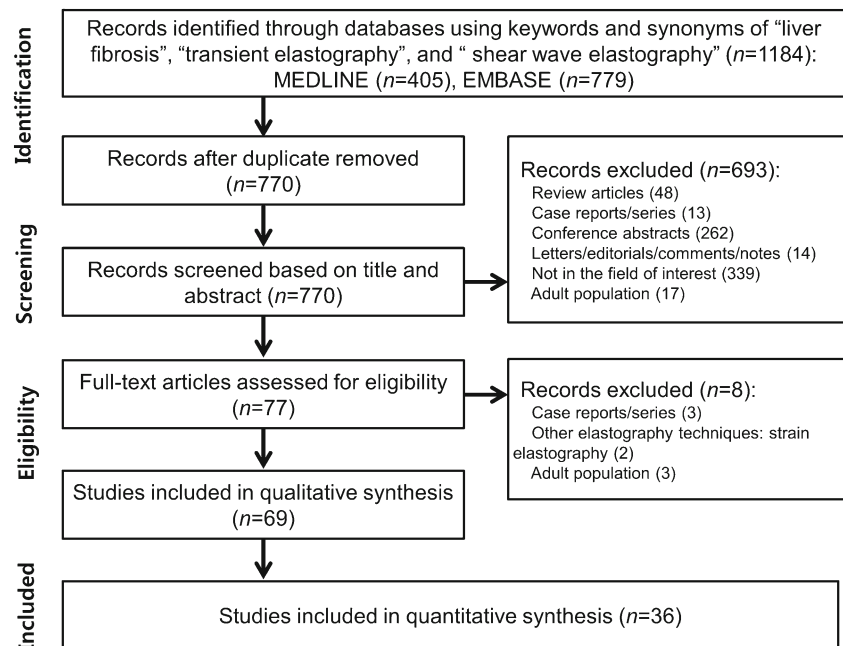 Records identified through databases using keywords and synonyms of “liver
fibrosis”, “transient elastography”, and “ shear wave elastography” (n=1184):
MEDLINE (n=405), EMBASE (n=779)
Identification
Records after duplicate removed
(n=770)
Records excluded (n=693):
Review articles (48)
Case reports/series (13)
Conference abstracts (262)
Letters/editorials/comments/notes (14)
Not in the field of interest (339)
Adult population (17)
Screening
Records screened based on title and
abstract (n=770)
Eligibility
Full-text articles assessed for eligibility
(n=77)
Records excluded (n=8):
Case reports/series (3)
Other elastography techniques: strain
elastography (2)
Adult population (3)
Studies included in qualitative synthesis
(n=69)
Included
Studies included in quantitative synthesis (n=36)